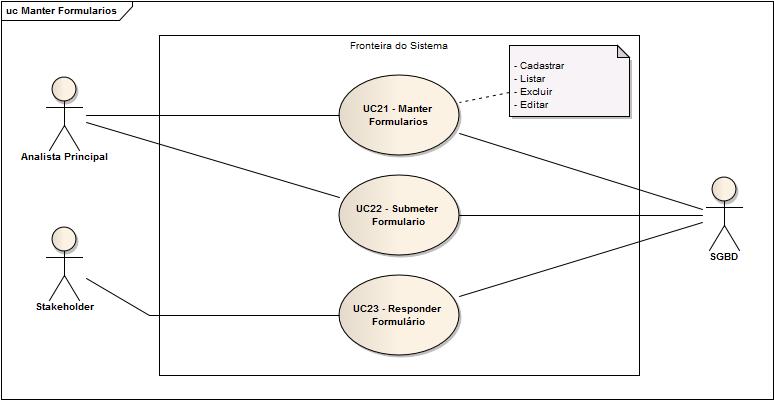 uc Manter Formularios
Fronteira do Sistema
- Cadastrar
- Listar
- Excluir
- Editar
UC21 - Manter
Formularios
Analista Principal
UC22 - Submeter
Formulario
SGBD
Stakeholder
UC23 - Responder
Formulário